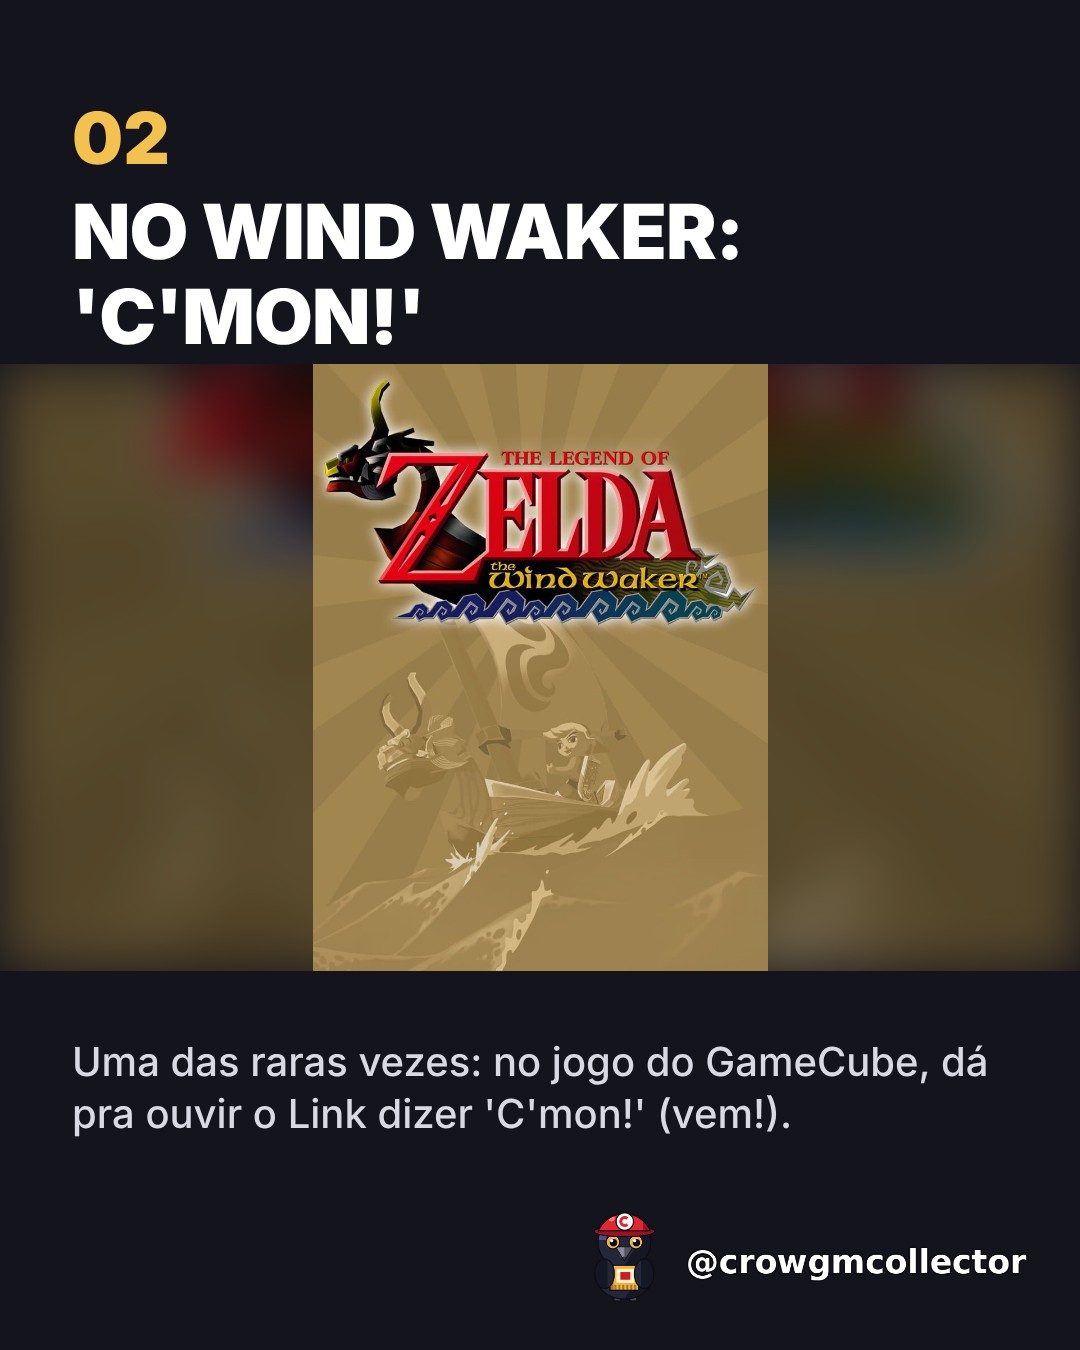 02
NO WIND WAKER:
'C'MON!'
THE LEGEND OF
ZELDA
the
Wind Waker™
Uma das raras vezes: no jogo do GameCube, dá
pra ouvir o Link dizer 'C'mon!' (vem!).
C
@crowgmcollector